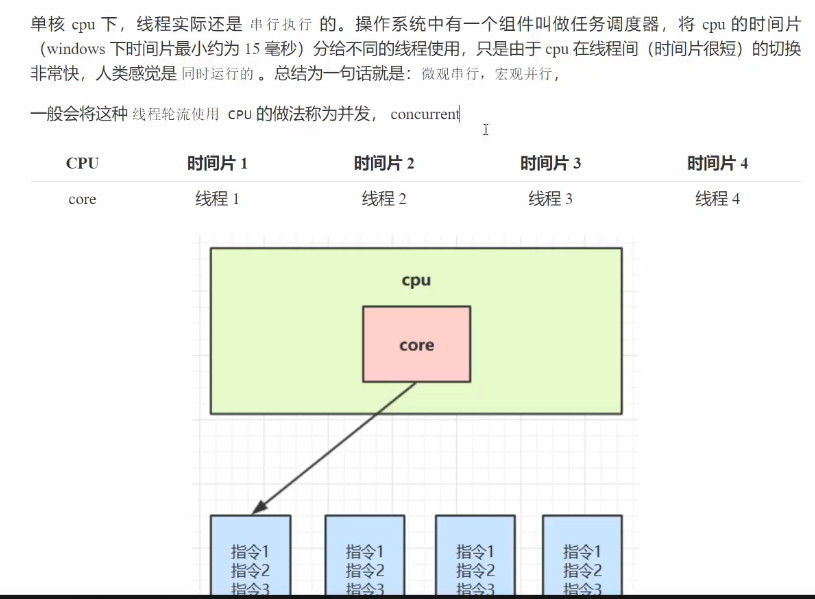 单核 cpu 下，线程实际还是 串行执行 的。操作系统中有一个组件叫做任务调度器，将 cpu 的时间片
（windows 下时间片最小约为 15 毫秒）分给不同的线程使用，只是由于 cpu 在线程间（时间片很短）的切换
非常快，人类感觉是 同时运行的 。总结为一句话就是：微观串行，宏观并行，
一般会将这种 线程轮流使用 CPU 的做法称为并发， concurrent
CPU 时间片 1 时间片 2 时间片 3 时间片 4
core 线程 1 线程 2 线程 3 线程 4
cpu
core
指令1 指令1 指令1 指令1
指令2 指令2 指令2 指令2
指令3 指令3 指令3 指令3